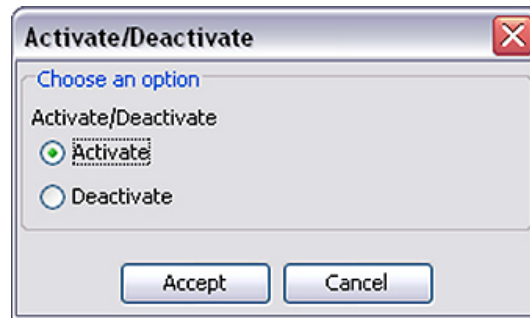 Activate/Deactivate
Choose an option
Activate/Deactivate
Activate
Deactivate
Accept
Cancel